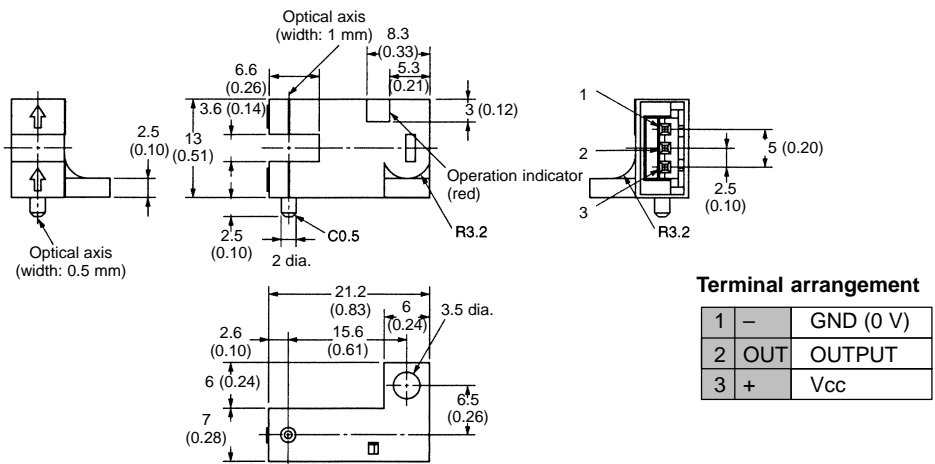 Optical axis
(width: 1 mm)
8.3
(0.33)
5.3
(0.21)
6.6
(0.26)
3.6 (0.14)
3 (0.12)
13
(0.51)
2.5
(0.10)
Operation indicator
(red)
R3.2
C0.5
2.5
(0.10)
2 dia.
Optical axis
(width: 0.5 mm)
1
2
3
5 (0.20)
2.5
(0.10)
R3.2
21.2
(0.83)
6
(0.24)
3.5 dia.
2.6
(0.10)
15.6
(0.61)
6 (0.24)
7
(0.28)
6.5
(0.26)
Terminal arrangement
1 – GND (0 V)
2 OUT OUTPUT
3 + Vcc